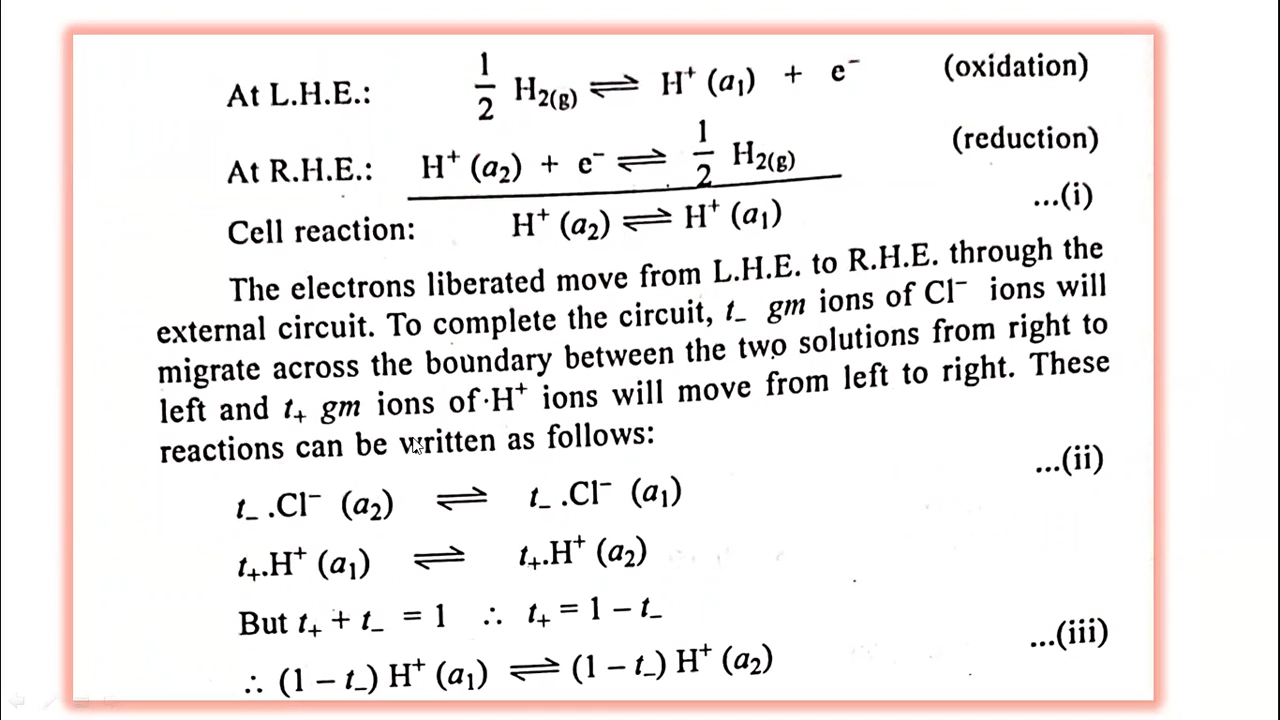 At L.H.E.: 1/2 H₂(g) ⇌ H⁺ (a₁) + e⁻ (oxidation)
At R.H.E.: H⁺ (a₂) + e⁻ ⇌ 1/2 H₂(g) (reduction)
Cell reaction: H⁺ (a₂) ⇌ H⁺ (a₁) ...(i)
The electrons liberated move from L.H.E. to R.H.E. through the
external circuit. To complete the circuit, t₋ gm ions of Cl⁻ ions will
migrate across the boundary between the two solutions from right to
left and t₊ gm ions of H⁺ ions will move from left to right. These
reactions can be written as follows:
t₋ .Cl⁻ (a₂) ⇌ t₋ .Cl⁻ (a₁) ...(ii)
t₊.H⁺ (a₁) ⇌ t₊.H⁺ (a₂)
But t₊ + t₋ = 1 ∴ t₊ = 1 – t₋
∴ (1 – t₋) H⁺ (a₁) ⇌ (1 – t₋) H⁺ (a₂) ...(iii)